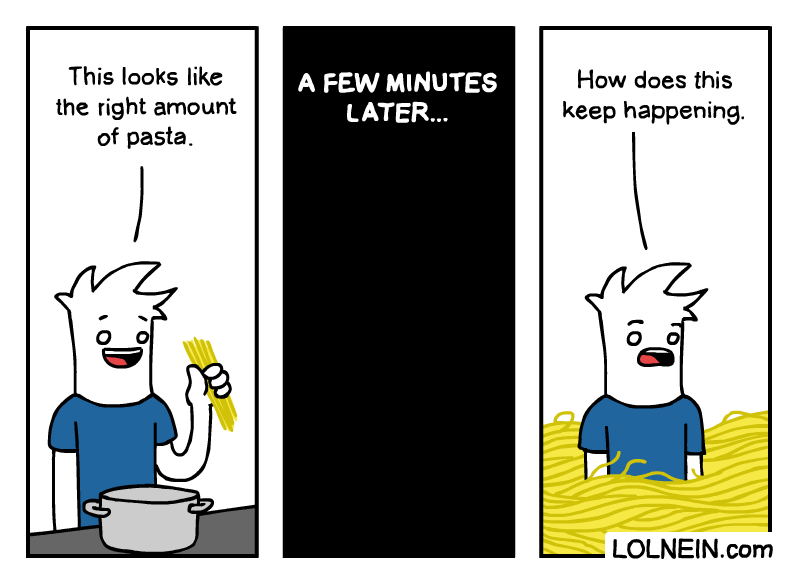 This looks like
the right amount
of pasta.
A FEW MINUTES
LATER...
How does this
keep happening.
LOLNEIN.com